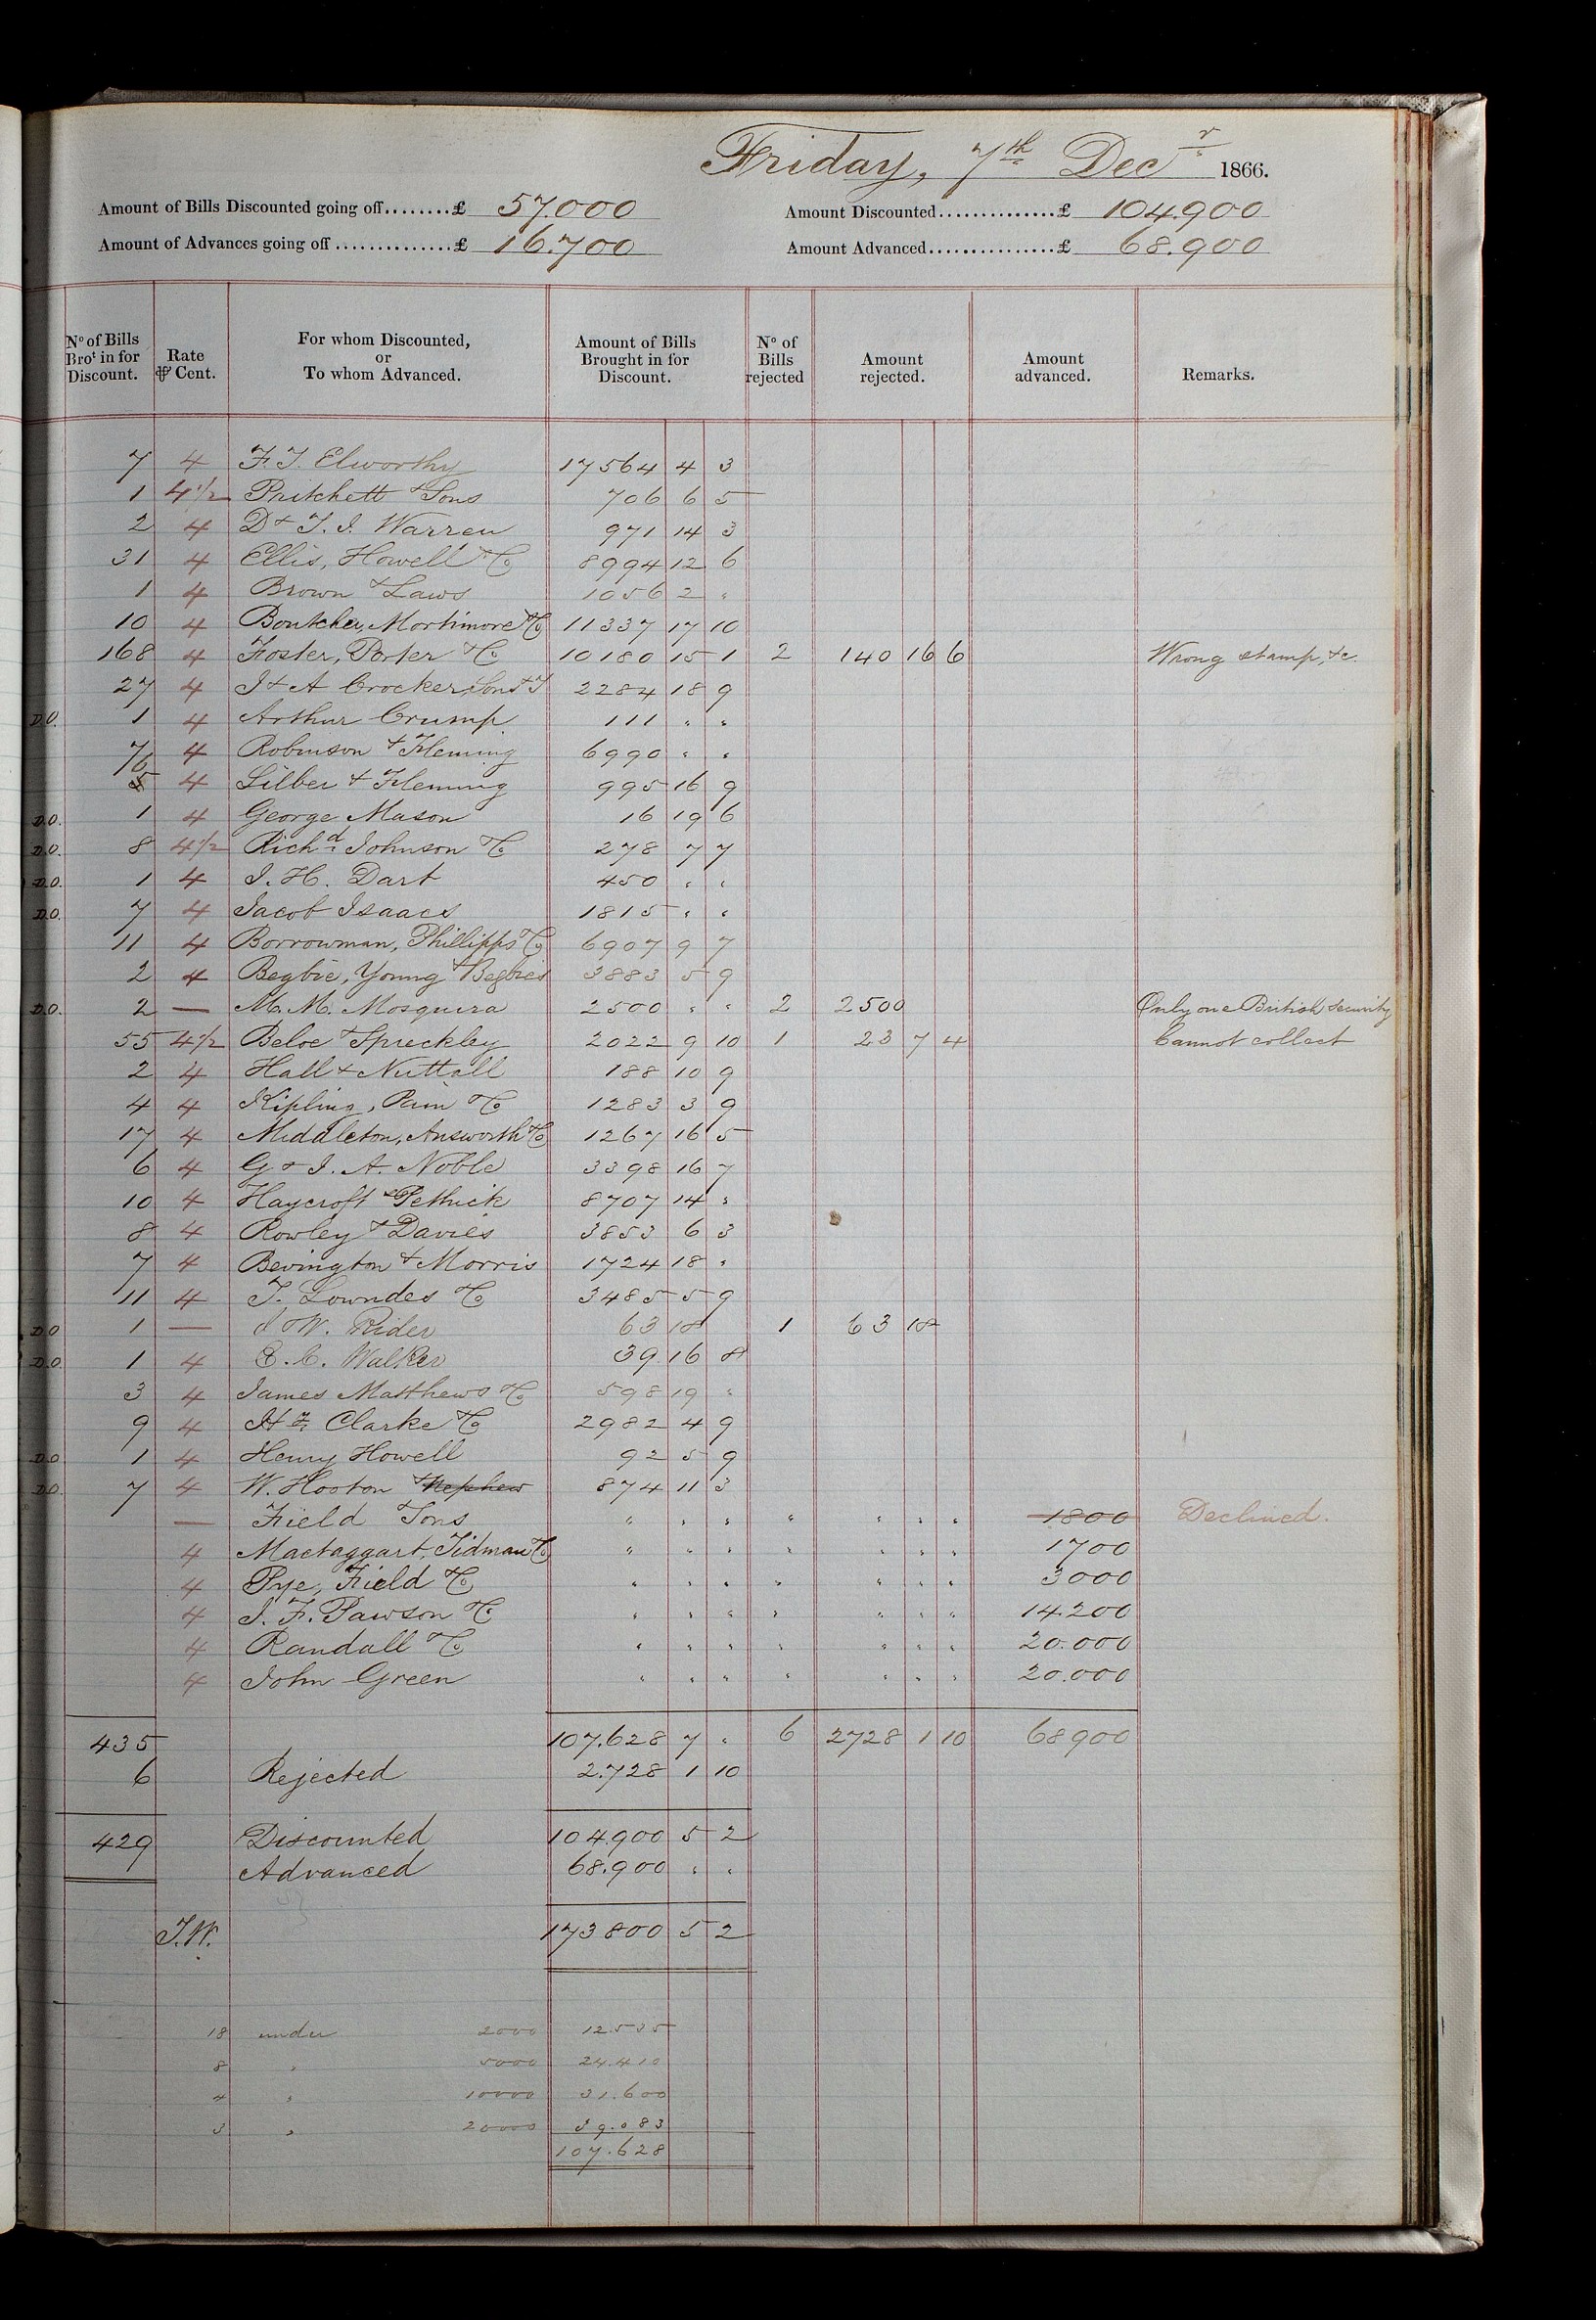 Friday, 7th Decr 1866.
Amount of Bills Discounted going off........£ 57.000 Amount Discounted..............£ 104.900
Amount of Advances going off..............£ 16.700 Amount Advanced...............£ 68.900
No of Bills Brot in for Discount. Rate ⅌ Cent. For whom Discounted, or To whom Advanced. Amount of Bills Brought in for Discount. No of Bills rejected Amount rejected. Amount advanced. Remarks.
7 4 F. T. Elworthy 17564 4 3
1 4½ Pritchett & Sons 706 6 5
2 4 D & T. I. Warren 971 14 3
31 4 Ellis, Howell & Co 8994 12 6
1 4 Brown & Laws 1056 2 "
10 4 Boutcher, Mortimore & Co 11337 17 10
168 4 Foster, Porter & Co 10180 15 1 2 140 16 6 Wrong stamp, &c.
27 4 I & A Crocker, Sons & 2284 18 9
D.O. 1 4 Arthur Crump 111 " "
7 4 Robinson & Fleming 6990 " "
6 4 Silber & Fleming 995 16 9
D.O. 1 4 George Mason 16 19 6
D.O. 8 4½ Richd Johnson & Co 278 7 7
D.O. 1 4 J. H. Dart 450 " "
D.O. 7 4 Jacob Isaacs 1815 " "
11 4 Borrowman, Phillipps & Co 6907 9 7
2 4 Begbie, Young & Begbies 3883 5 9
D.O. 2 — M. M. Mosquera 2500 " " 2 2500 Only one British security
55 4½ Beloe & Spreckley 2022 9 10 1 23 7 4 Cannot collect
2 4 Hall & Nuttall 188 10 9
4 4 Kipling, Pain & Co 1283 3 9
17 4 Middleton, Answorth & Co 1267 16 5
6 4 G & J. A. Noble 3398 16 7
10 4 Haycroft & Pethick 8707 14 "
8 4 Rowley & Davies 3853 6 3
7 4 Bevington & Morris 1724 18 "
11 4 T. Lowndes & Co 3485 5 9
D.O. 1 — & W. Rider 63 18 1 63 18
D.O. 1 4 E. C. Walker 39 16 8
3 4 James Matthews & Co 598 19 "
9 4 Hy Clarke & Co 2982 4 9
D.O. 1 4 Henry Howell 92 5 9
D.O. 7 4 W. Hooton & Nephew 874 11 3
— Field & Sons " " " " " " " 1800 Declined.
4 Mactaggart, Tidman & Co " " " " " " " 1700
4 Pye, Field & Co " " " " " " " 3000
4 J. F. Pawson & Co " " " " " " " 14.200
4 Randall & Co " " " " " " " 20.000
4 John Green " " " " " " " 20.000
435 107.628 7 " 6 2728 1 10 68900
6 Rejected 2.728 1 10
429 Discounted 104.900 5 2
Advanced 68.900 " "
J.W. 173800 5 2
18 under 2000 12.535
8 " 5000 24.410
4 " 10000 31.600
3 " 20000 39.083
107.628